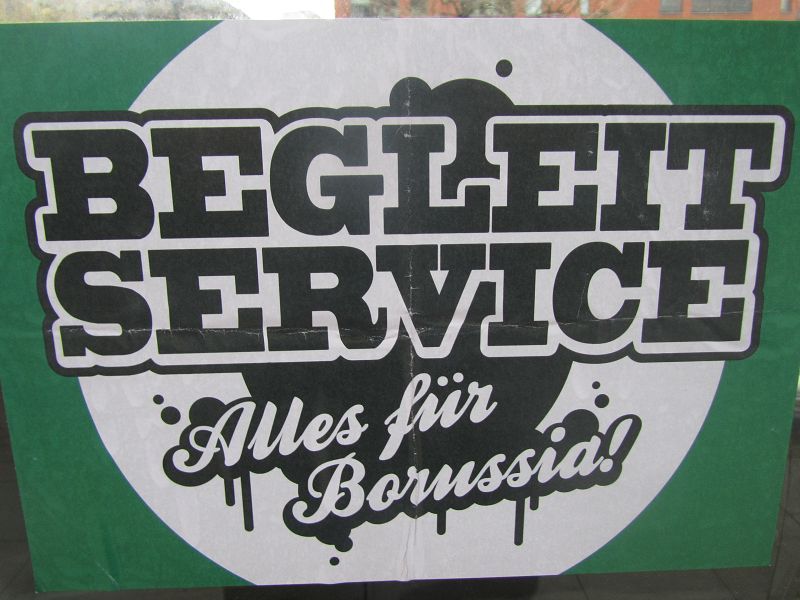 BEGLEIT
SERVICE
Alles für
Borussia!